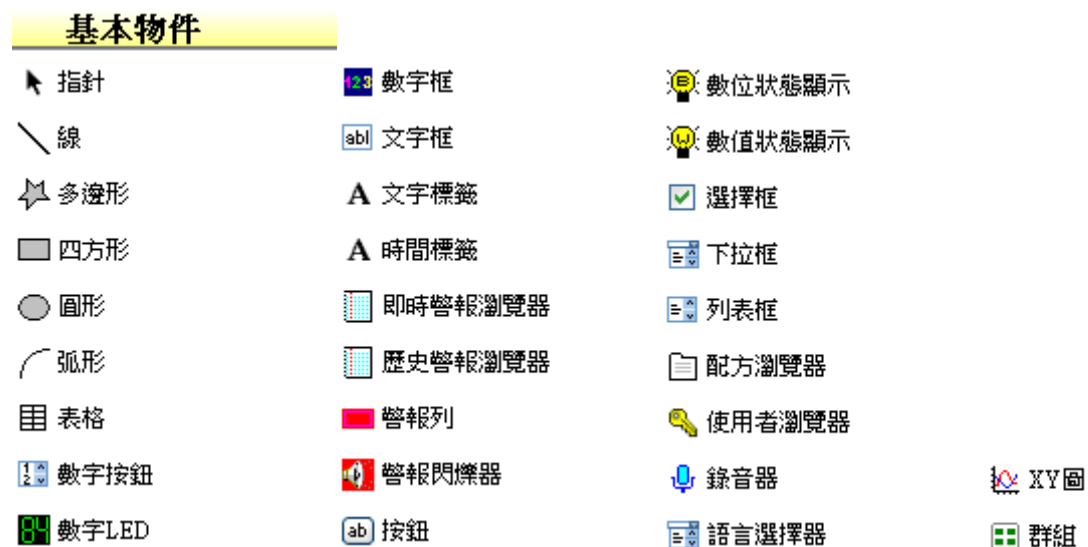 基本物件
指針
線
多邊形
四方形
圓形
弧形
表格
數字按鈕
數字LED
數字框
文字框
文字標籤
時間標籤
即時警報瀏覽器
歷史警報瀏覽器
警報列
警報閃爍器
按鈕
數位狀態顯示
數值狀態顯示
選擇框
下拉框
列表框
配方瀏覽器
使用者瀏覽器
錄音器
語言選擇器
XY圖
群組